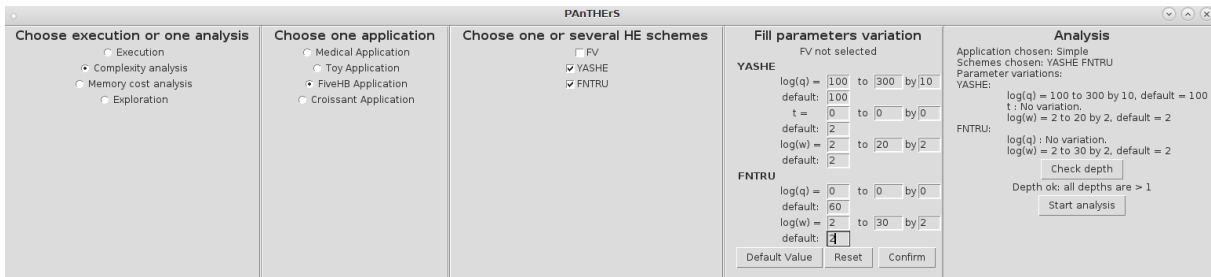 PAnTHErS
Choose execution or one analysis
Execution
Complexity analysis
Memory cost analysis
Exploration
Choose one application
Medical Application
Toy Application
FiveHB Application
Croissant Application
Choose one or several HE schemes
FV
YASHE
FNTRU
Fill parameters variation
FV not selected
YASHE
log(q) = 100 to 300 by 10
default: 100
t = 0 to 0 by 0
default: 2
log(w) = 2 to 20 by 2
default: 2
FNTRU
log(q) = 0 to 0 by 0
default: 60
log(w) = 2 to 30 by 2
default: 2
Default Value Reset Confirm
Analysis
Application chosen: Simple
Schemes chosen: YASHE FNTRU
Parameter variations:
YASHE:
log(q) = 100 to 300 by 10, default = 100
t : No variation.
log(w) = 2 to 20 by 2, default = 2
FNTRU:
log(q) : No variation.
log(w) = 2 to 30 by 2, default = 2
Check depth
Depth ok: all depths are > 1
Start analysis